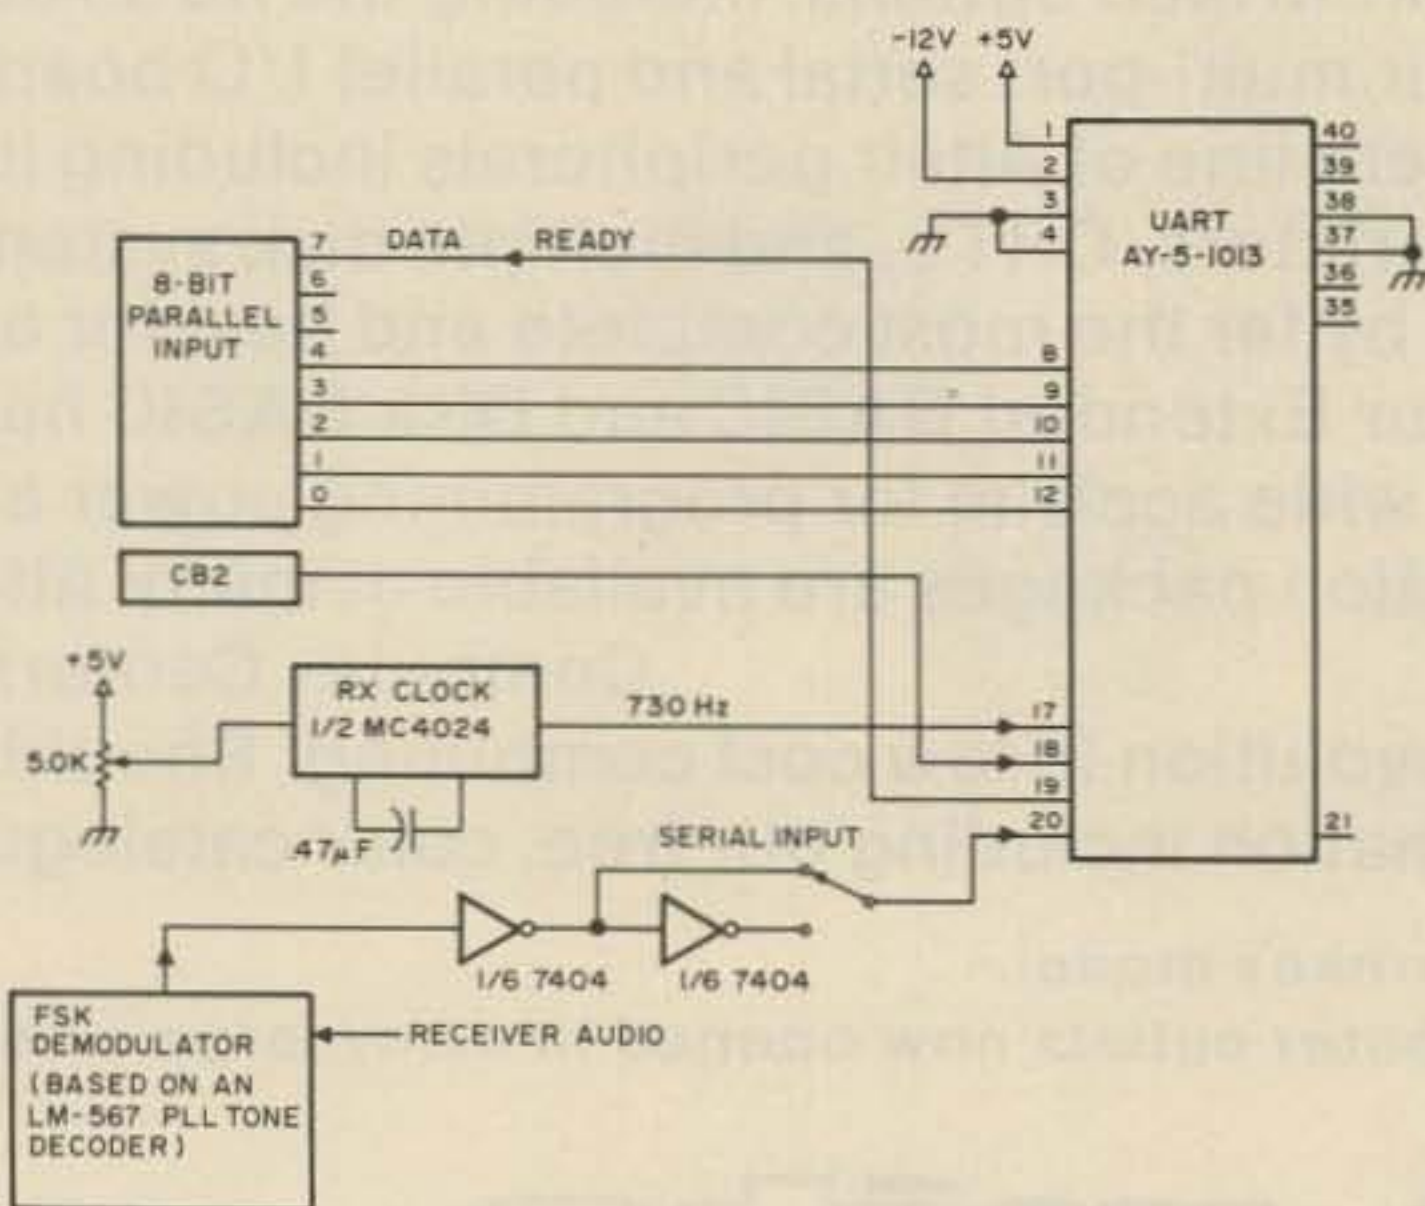 -12V +5V
1
2
3
4
8
9
10
11
12
17
18
19
20
UART
AY-5-1013
40
39
38
37
36
35
21
8-BIT
PARALLEL
INPUT
7
6
5
4
3
2
1
0
DATA READY
CB2
+5V
5.0K
RX CLOCK
1/2 MC4024
730 Hz
.47μF
SERIAL INPUT
1/6 7404
1/6 7404
FSK
DEMODULATOR
(BASED ON AN
LM-567 PLL TONE
DECODER)
RECEIVER AUDIO